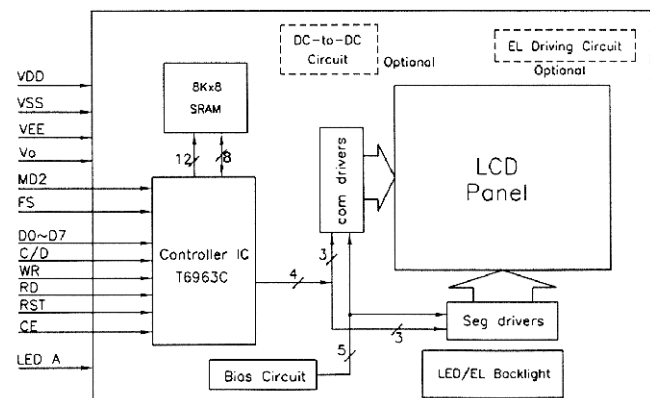 DC-to-DC
Circuit
Optional
EL Driving Circuit
Optional
VDD
VSS
VEE
Vo
MD2
FS
D0~D7
C/D
WR
RD
RST
CE
LED A
8Kx8
SRAM
12
8
Controller IC
T6963C
4
com drivers
3
LCD
Panel
3
Seg drivers
5
Bias Circuit
LED/EL Backlight